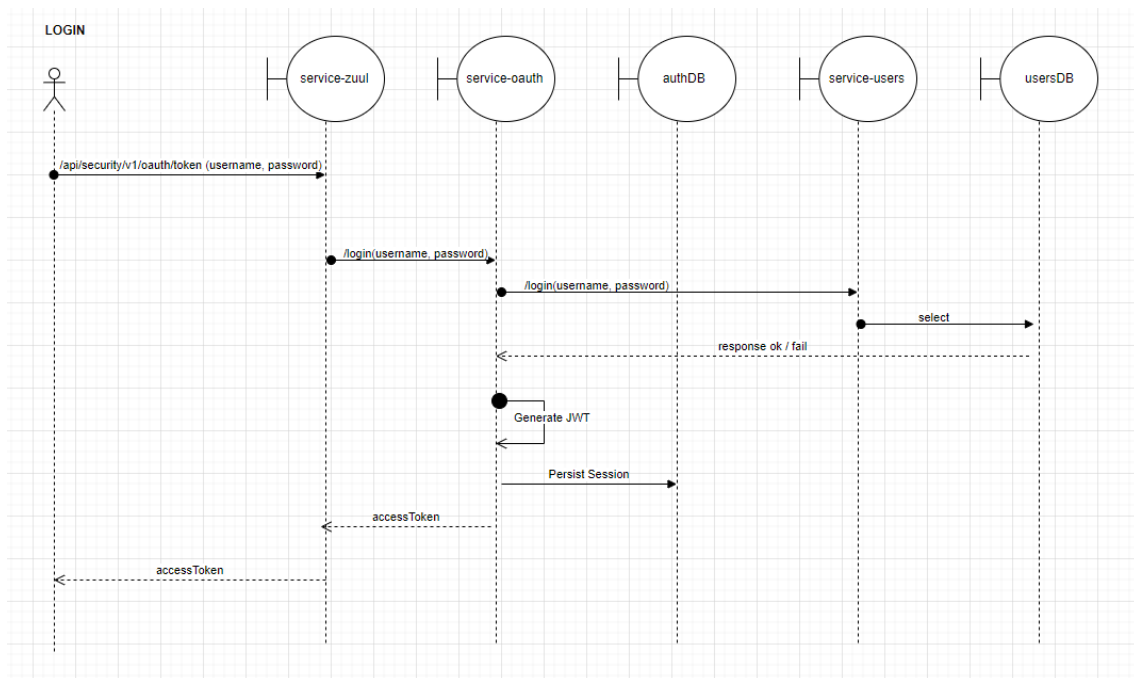 LOGIN
service-zuul
service-oauth
authDB
service-users
usersDB
/api/security/v1/oauth/token (username, password)
/login(username, password)
/login(username, password)
select
response ok / fail
Generate JWT
Persist Session
accessToken
accessToken